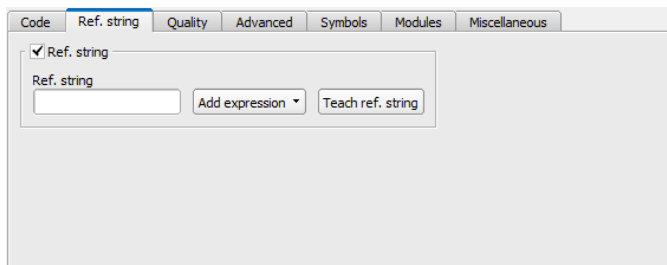 Code Ref. string Quality Advanced Symbols Modules Miscellaneous
Ref. string
Ref. string
Add expression Teach ref. string